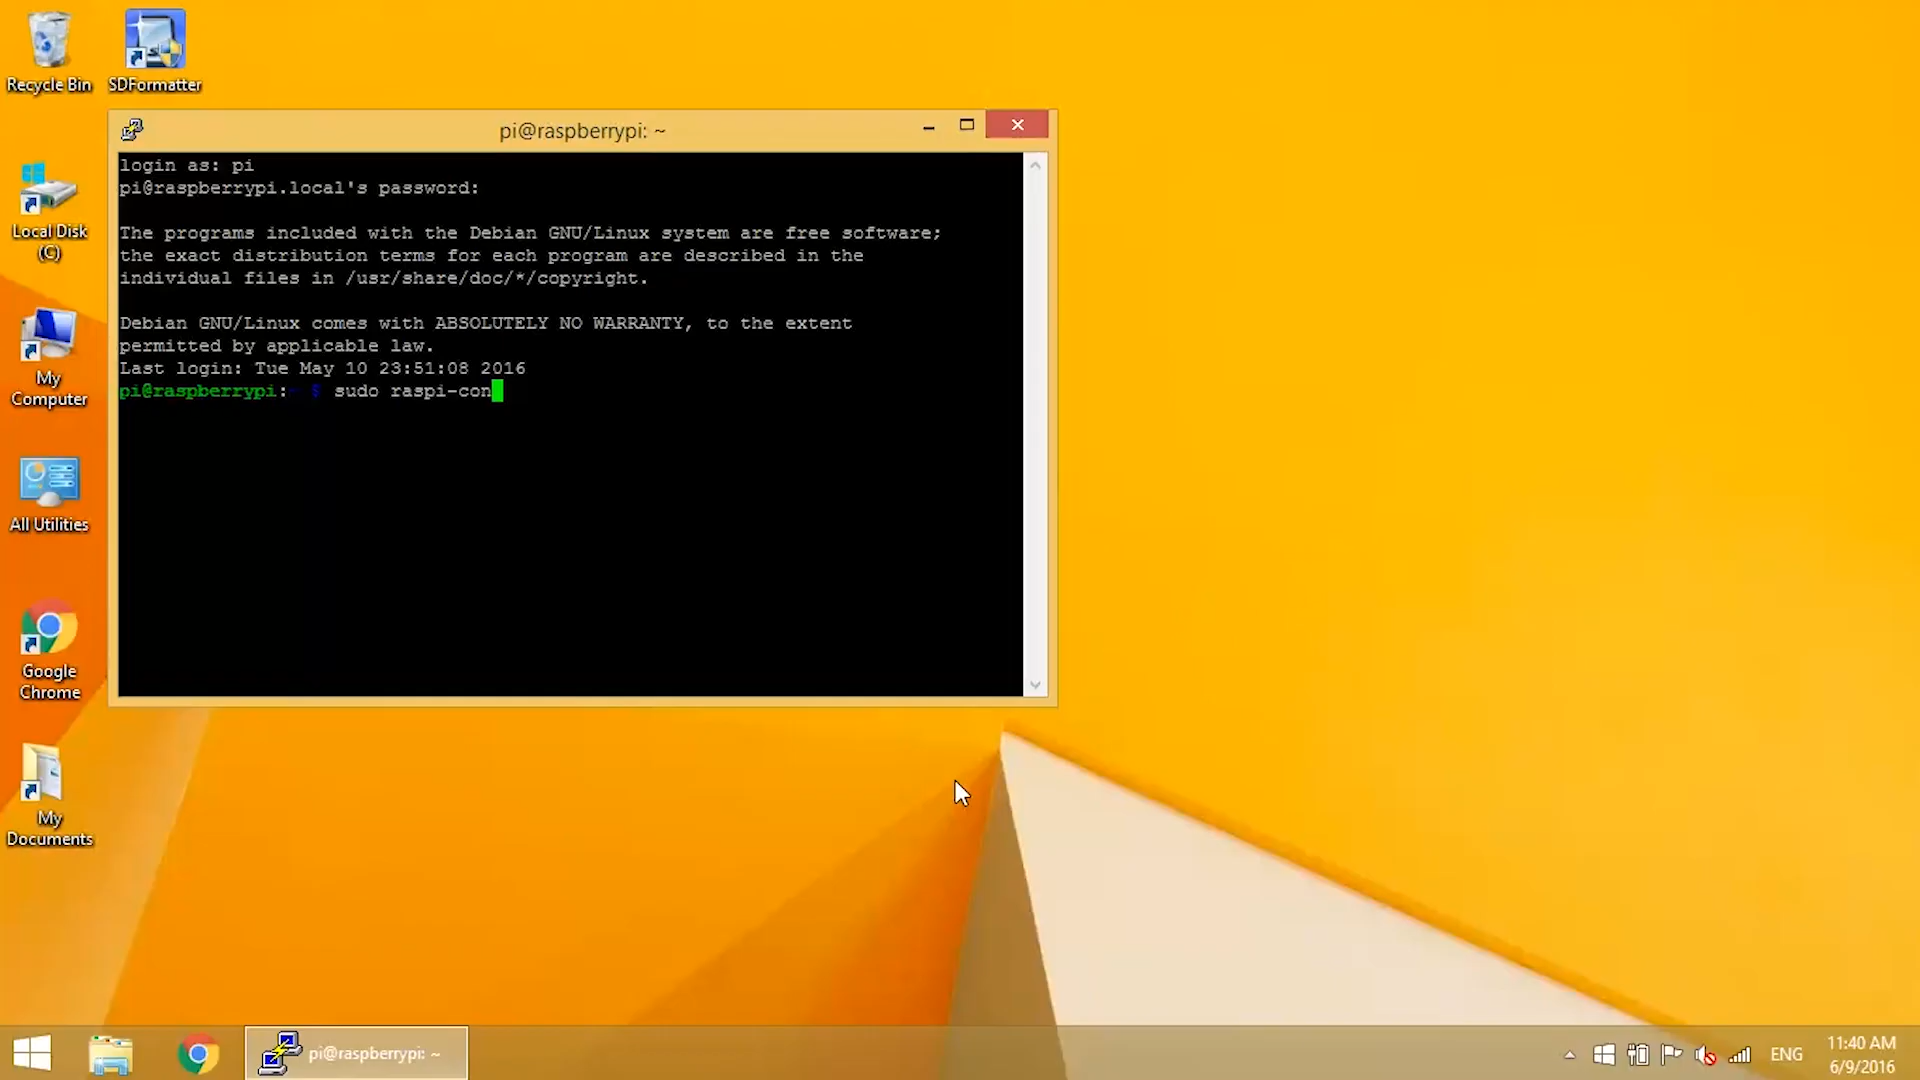 Recycle Bin
SDFormatter
Local Disk
(C)
My
Computer
All Utilities
Google
Chrome
My
Documents
pi@raspberrypi: ~
login as: pi
pi@raspberrypi.local's password:
The programs included with the Debian GNU/Linux system are free software;
the exact distribution terms for each program are described in the
individual files in /usr/share/doc/*/copyright.
Debian GNU/Linux comes with ABSOLUTELY NO WARRANTY, to the extent
permitted by applicable law.
Last login: Tue May 10 23:51:08 2016
pi@raspberrypi:~ $ sudo raspi-con
pi@raspberrypi: ~
ENG
11:40 AM
6/9/2016